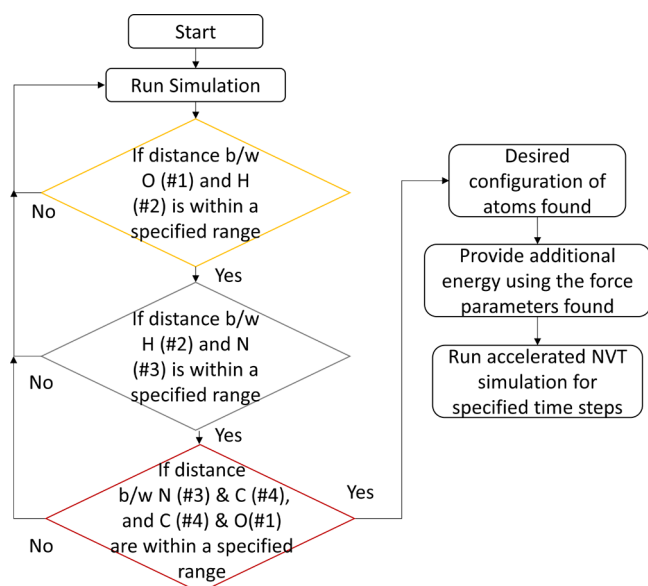 Start
Run Simulation
If distance b/w
O (#1) and H
(#2) is within a
specified range
No
Yes
If distance b/w
H (#2) and N
(#3) is within a
specified range
No
Yes
If distance
b/w N (#3) & C (#4),
and C (#4) & O(#1)
are within a specified
range
No
Yes
Desired
configuration of
atoms found
Provide additional
energy using the force
parameters found
Run accelerated NVT
simulation for
specified time steps